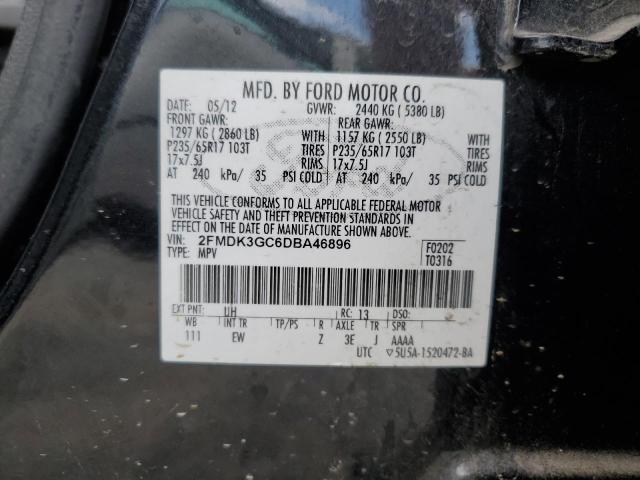 MFD. BY FORD MOTOR CO.
DATE: 05/12 GVWR: 2440 KG ( 5380 LB)
FRONT GAWR: REAR GAWR:
1297 KG ( 2860 LB) WITH 1157 KG ( 2550 LB) WITH
P235/65R17 103T TIRES P235/65R17 103T TIRES
17x7.5J RIMS 17x7.5J RIMS
AT 240 kPa/ 35 PSI COLD AT 240 kPa/ 35 PSI COLD
THIS VEHICLE CONFORMS TO ALL APPLICABLE FEDERAL MOTOR
VEHICLE SAFETY AND THEFT PREVENTION STANDARDS IN
EFFECT ON THE DATE OF MANUFACTURE SHOWN ABOVE.
VIN: 2FMDK3GC6DBA46896 F0202
TYPE: MPV T0316
EXT PNT: UH RC: 13 DSO:
WB INT TR TP/PS R AXLE TR SPR
111 EW Z 3E J AAAA
UTC ▽5U5A-1520472-BA